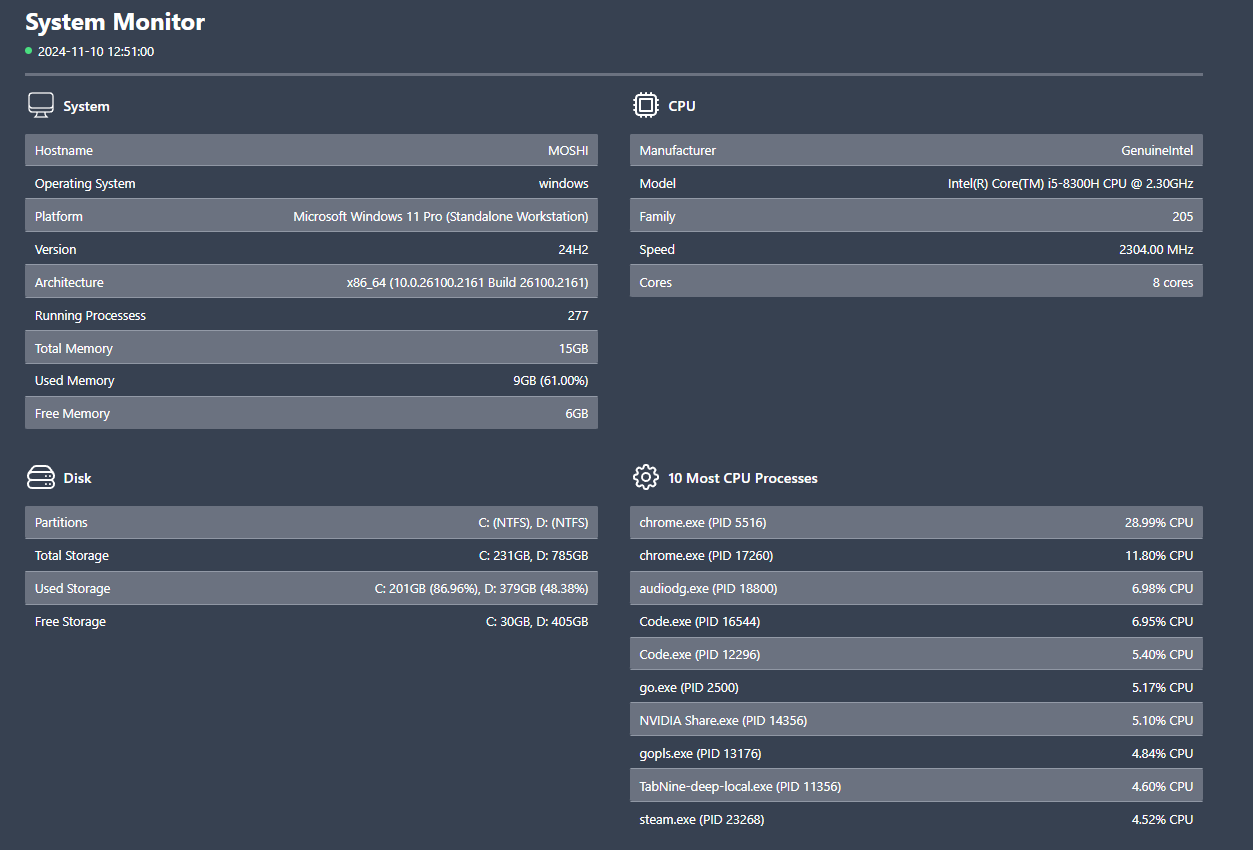 System Monitor
2024-11-10 12:51:00
System
Hostname MOSHI
Operating System windows
Platform Microsoft Windows 11 Pro (Standalone Workstation)
Version 24H2
Architecture x86_64 (10.0.26100.2161 Build 26100.2161)
Running Processess 277
Total Memory 15GB
Used Memory 9GB (61.00%)
Free Memory 6GB
CPU
Manufacturer GenuineIntel
Model Intel(R) Core(TM) i5-8300H CPU @ 2.30GHz
Family 205
Speed 2304.00 MHz
Cores 8 cores
Disk
Partitions C: (NTFS), D: (NTFS)
Total Storage C: 231GB, D: 785GB
Used Storage C: 201GB (86.96%), D: 379GB (48.38%)
Free Storage C: 30GB, D: 405GB
10 Most CPU Processes
chrome.exe (PID 5516) 28.99% CPU
chrome.exe (PID 17260) 11.80% CPU
audiodg.exe (PID 18800) 6.98% CPU
Code.exe (PID 16544) 6.95% CPU
Code.exe (PID 12296) 5.40% CPU
go.exe (PID 2500) 5.17% CPU
NVIDIA Share.exe (PID 14356) 5.10% CPU
gopls.exe (PID 13176) 4.84% CPU
TabNine-deep-local.exe (PID 11356) 4.60% CPU
steam.exe (PID 23268) 4.52% CPU